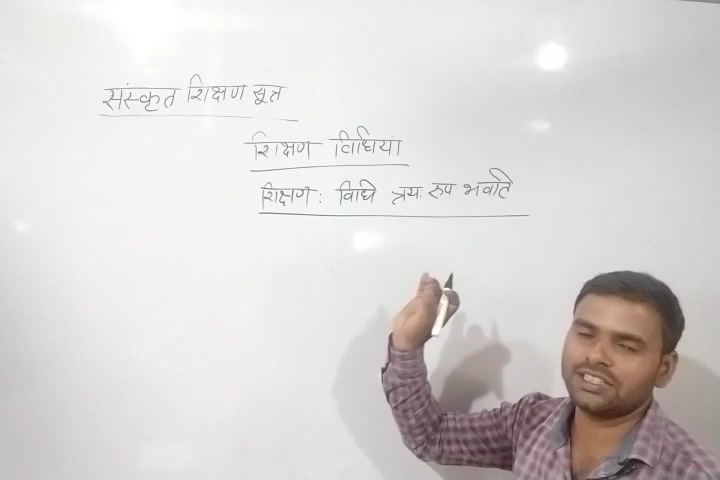 संस्कृत शिक्षण सूत्र
शिक्षण विधिया
शिक्षण: विधि त्रय: रुप भवति